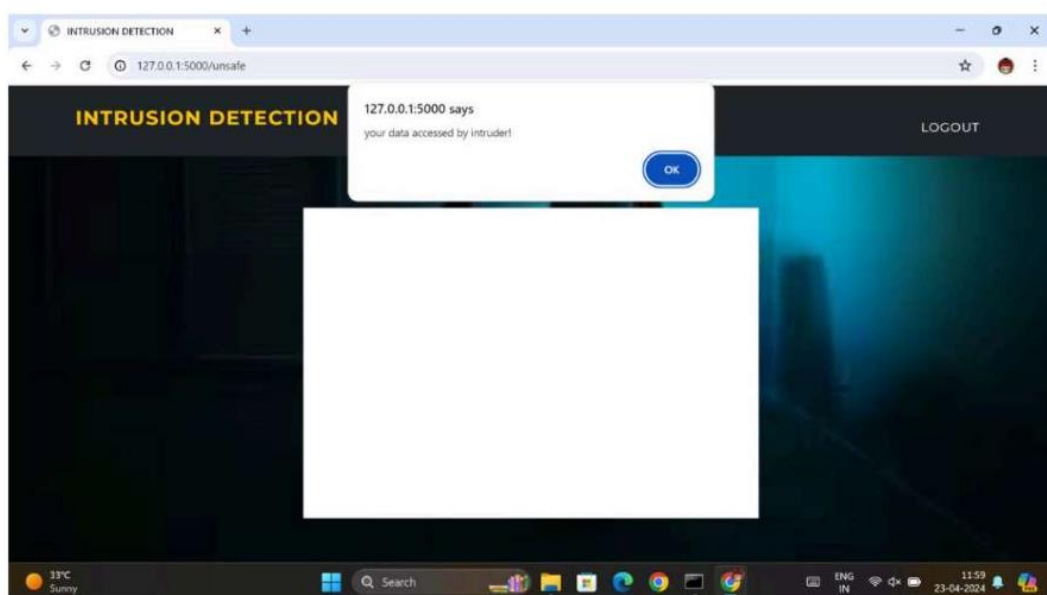 INTRUSION DETECTION
127.0.0.1:5000/unsafe
INTRUSION DETECTION
127.0.0.1:5000 says
your data accessed by intruder!
OK
LOGOUT
33°C
Sunny
Search
ENG
IN
11:59
23-04-2024